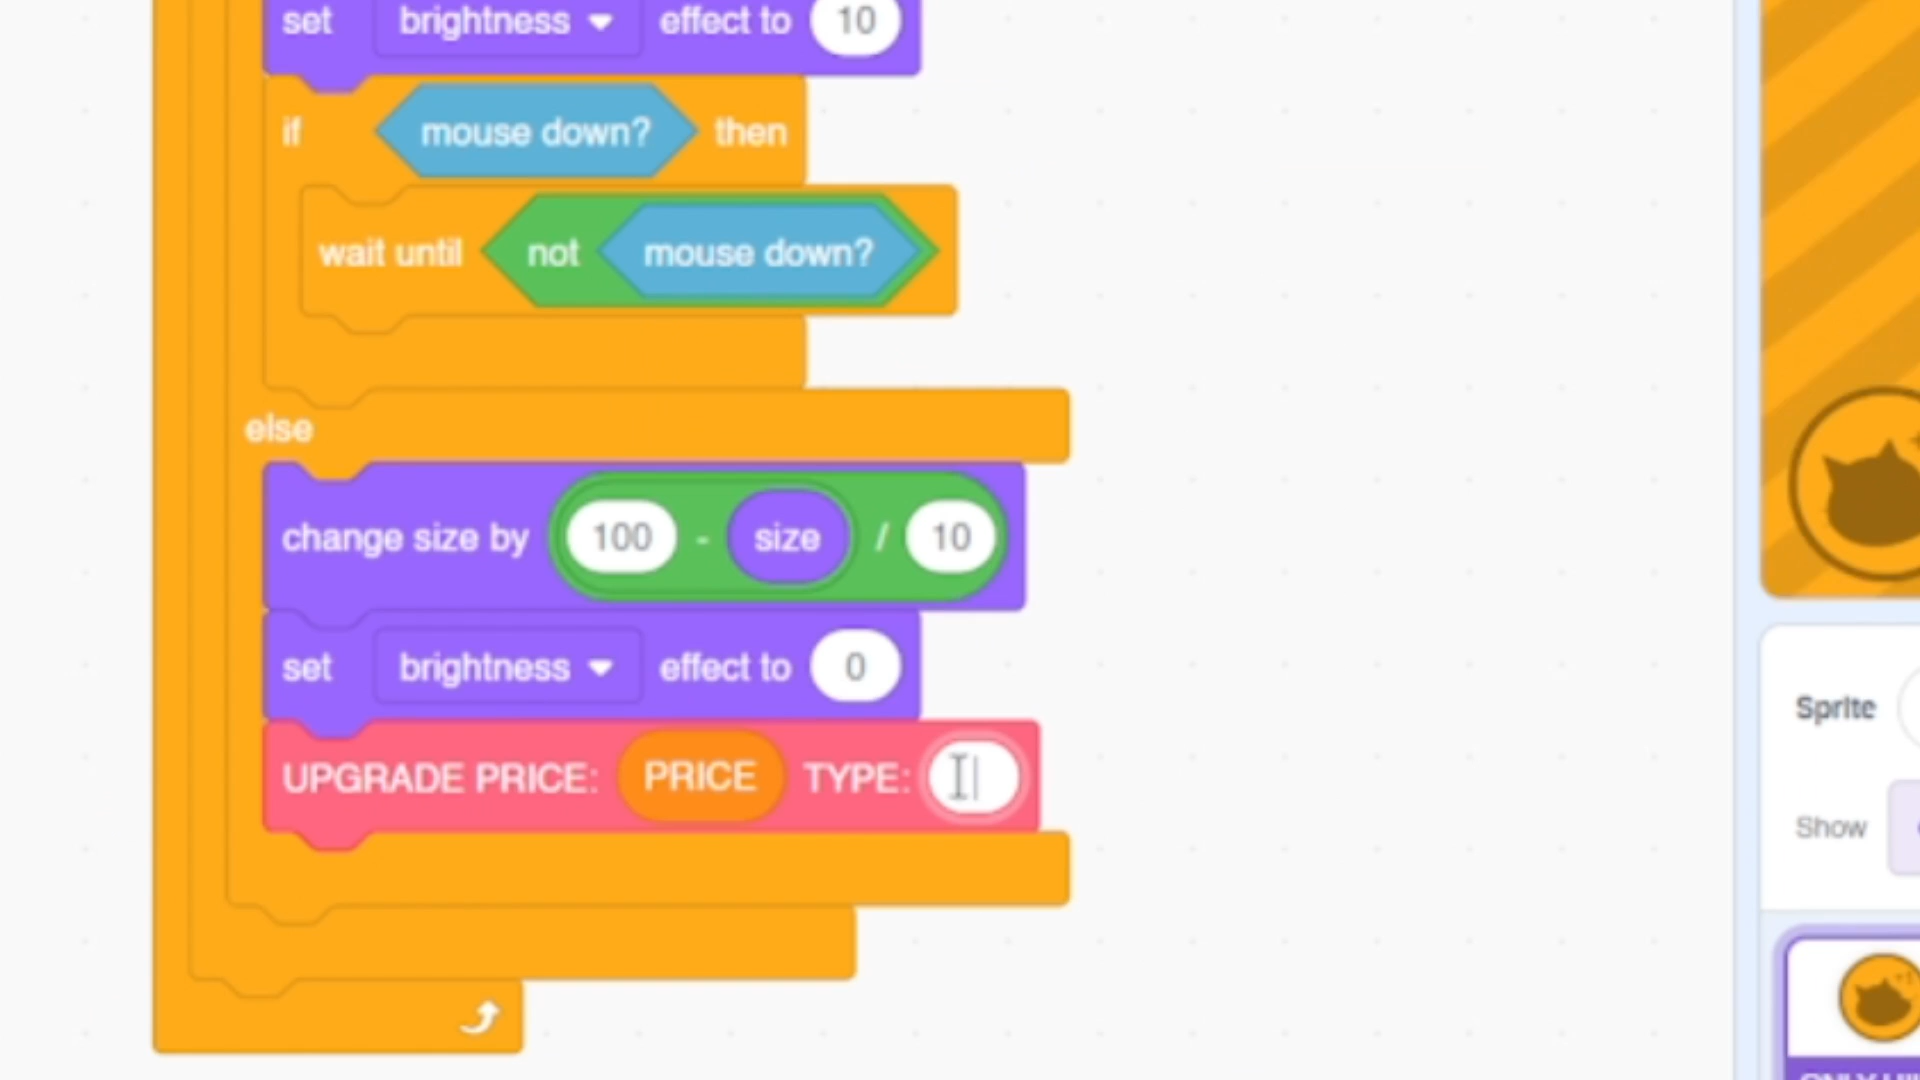 set brightness effect to 10
if mouse down? then
wait until not mouse down?
else
change size by 100 - size / 10
set brightness effect to 0
UPGRADE PRICE: PRICE TYPE:
Sprite
Show